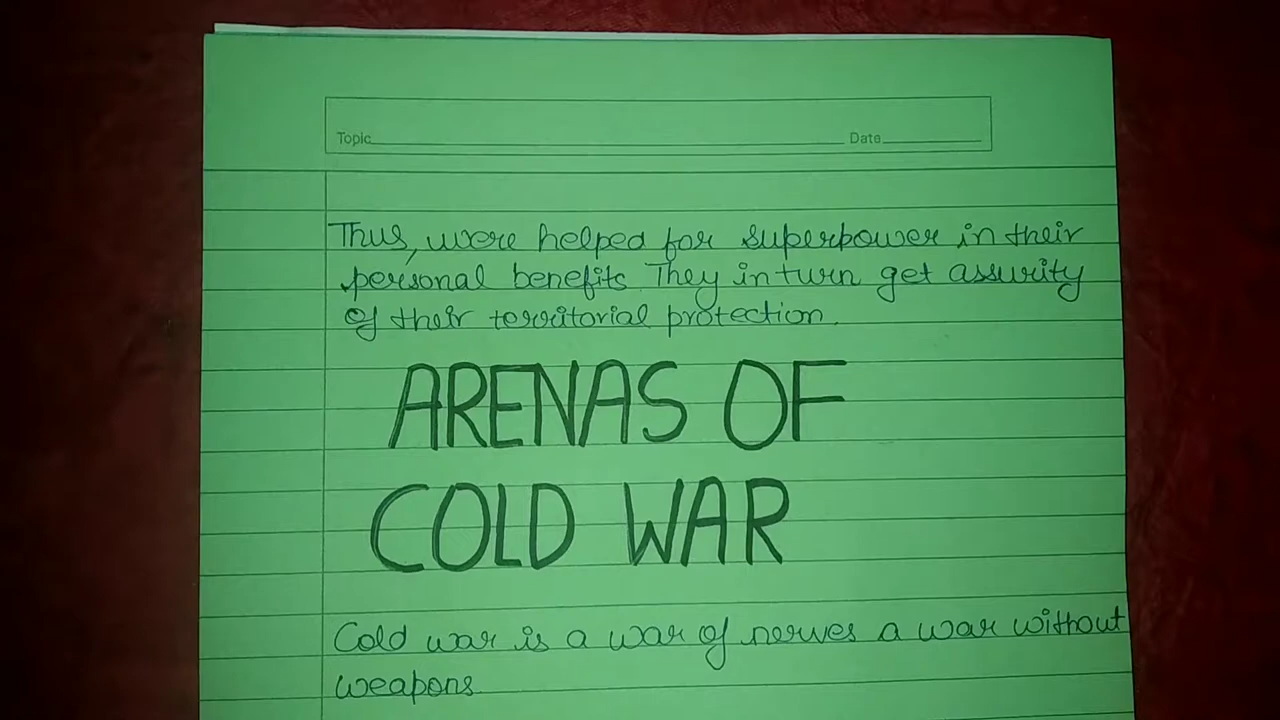 Topic Date
Thus, were helped for superpower in their
personal benefits They in turn get assurity
of their territorial protection.
ARENAS OF
COLD WAR
Cold war is a war of nerves a war without
weapons